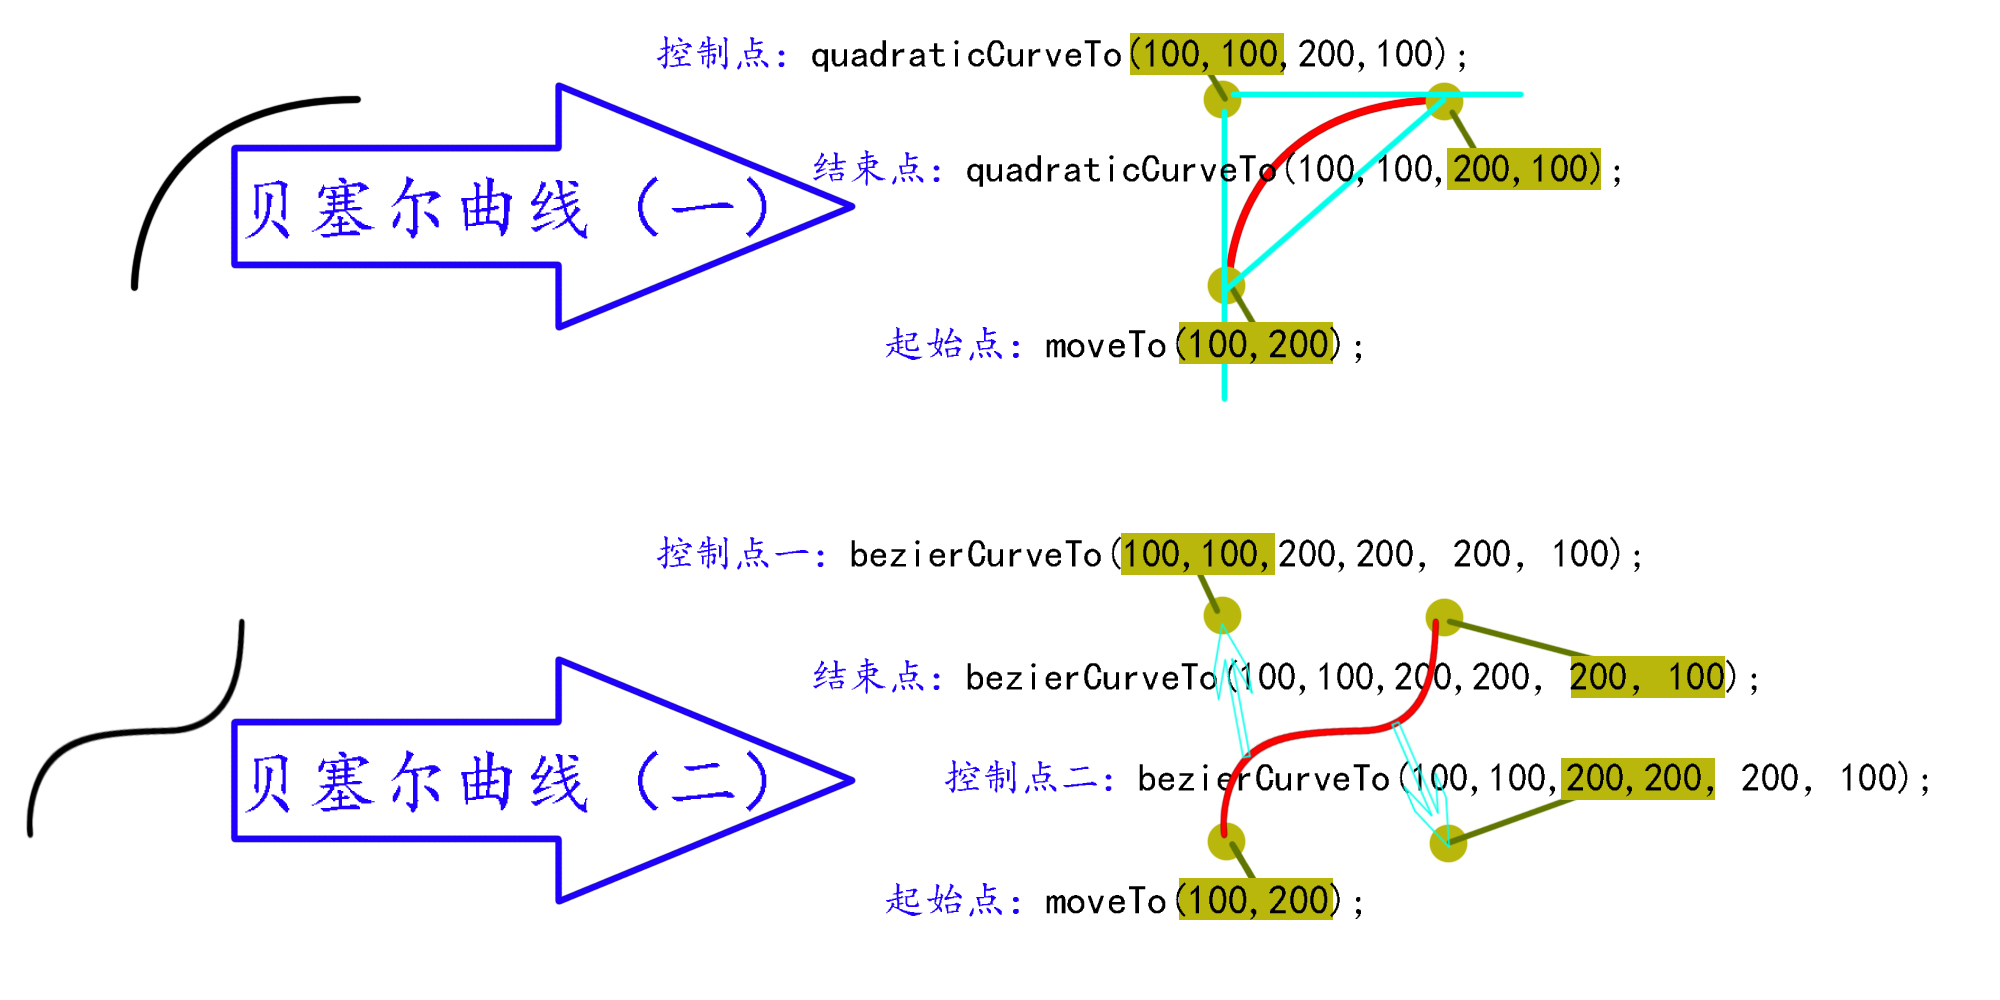 控制点：quadraticCurveTo(100,100,200,100);
结束点：quadraticCurveTo(100,100,200,100);
贝塞尔曲线（一）
起始点：moveTo(100,200);
控制点一：bezierCurveTo(100,100,200,200, 200, 100);
结束点：bezierCurveTo(100,100,200,200, 200, 100);
贝塞尔曲线（二）
控制点二：bezierCurveTo(100,100,200,200, 200, 100);
起始点：moveTo(100,200);